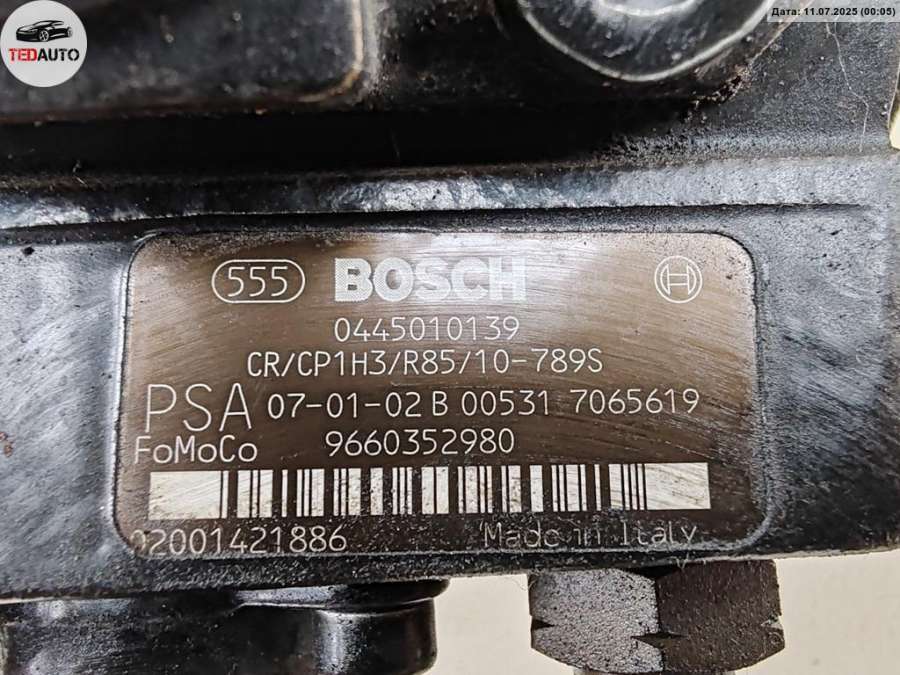 TEDAUTO
Дата: 11.07.2025 (00:05)
555 BOSCH
0445010139
CR/CP1H3/R85/10-789S
PSA 07-01-02 B 00531 7065619
FoMoCo 9660352980
02001421886 Made in Italy